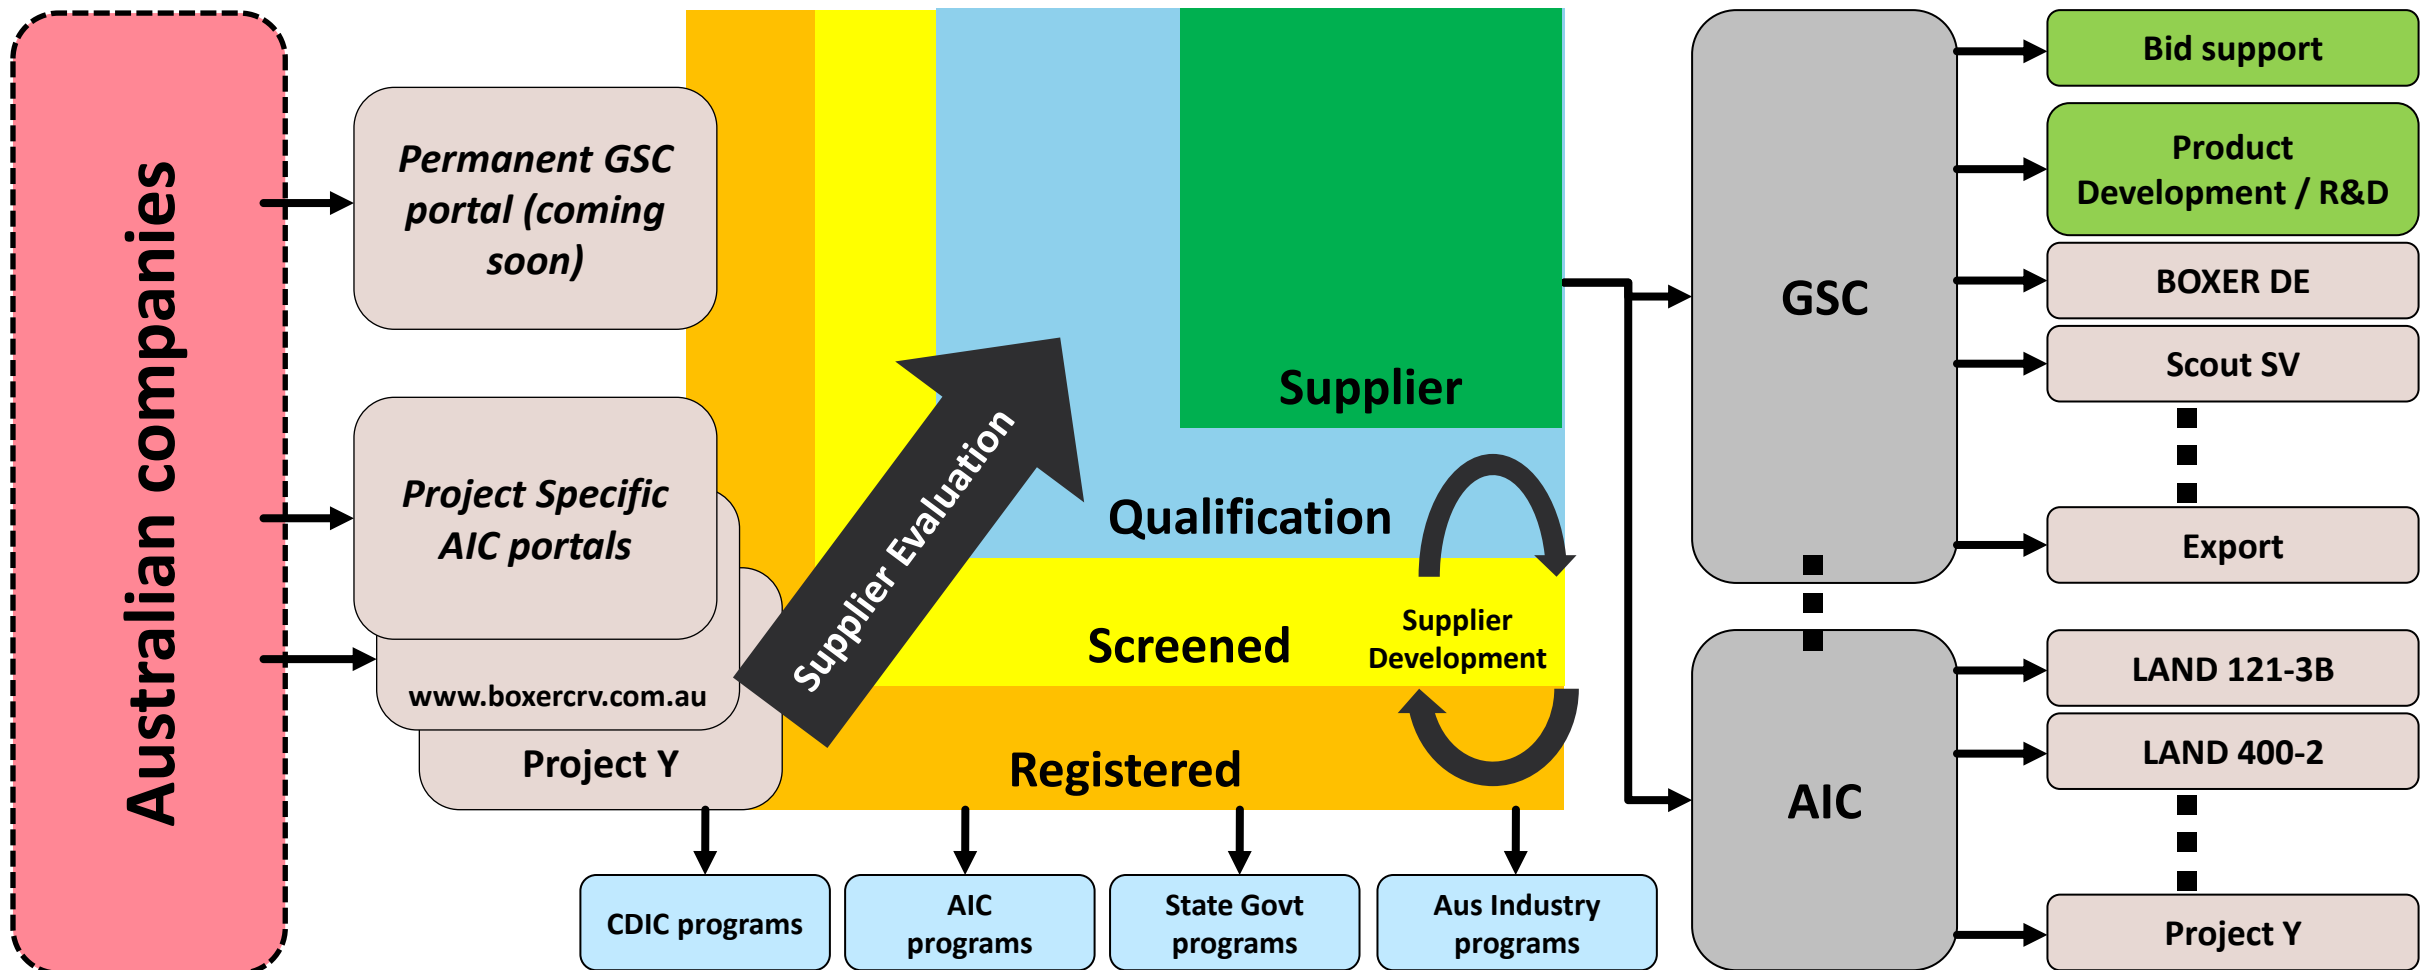 Australian companies
Permanent GSC
portal (coming
soon)
Project Specific
AIC portals
www.boxercrv.com.au
Project Y
Supplier Evaluation
Supplier
Qualification
Screened
Registered
Supplier
Development
CDIC programs
AIC
programs
State Govt
programs
Aus Industry
programs
GSC
AIC
Bid support
Product
Development / R&D
BOXER DE
Scout SV
Export
LAND 121-3B
LAND 400-2
Project Y